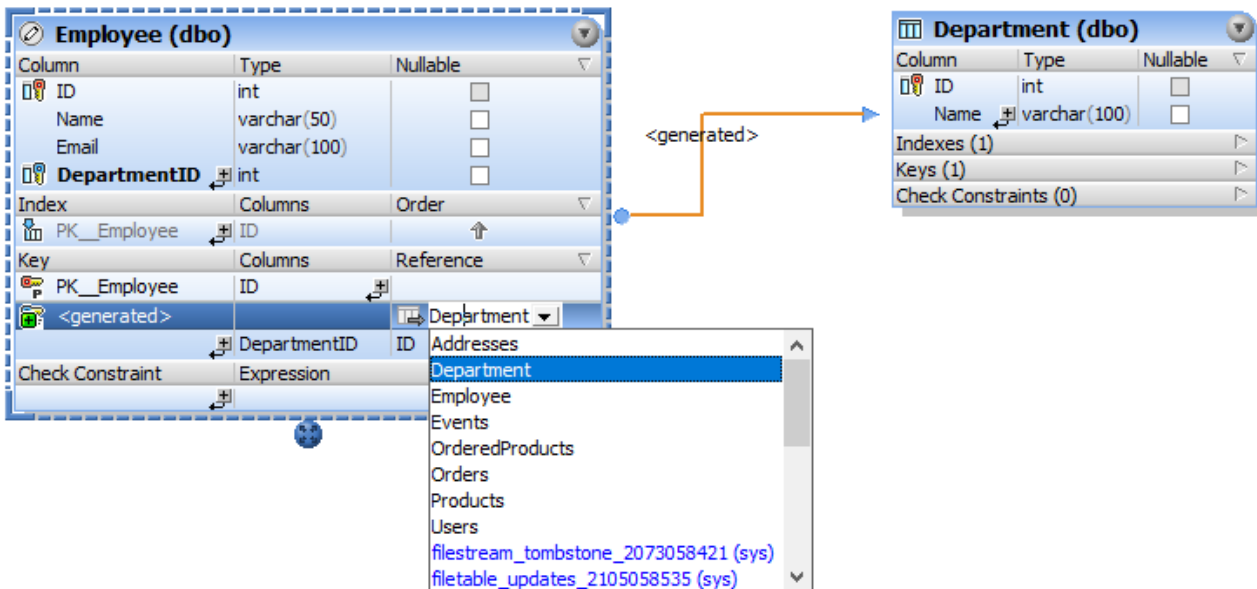 Employee (dbo)
Column Type Nullable
ID int
Name varchar(50)
Email varchar(100)
DepartmentID int
Index Columns Order
PK__Employee ID
Key Columns Reference
PK__Employee ID
<generated> Department
DepartmentID ID
Check Constraint Expression
Addresses
Department
Employee
Events
OrderedProducts
Orders
Products
Users
filestream_tombstone_2073058421 (sys)
filetable_updates_2105058535 (sys)
<generated>
Department (dbo)
Column Type Nullable
ID int
Name varchar(100)
Indexes (1)
Keys (1)
Check Constraints (0)